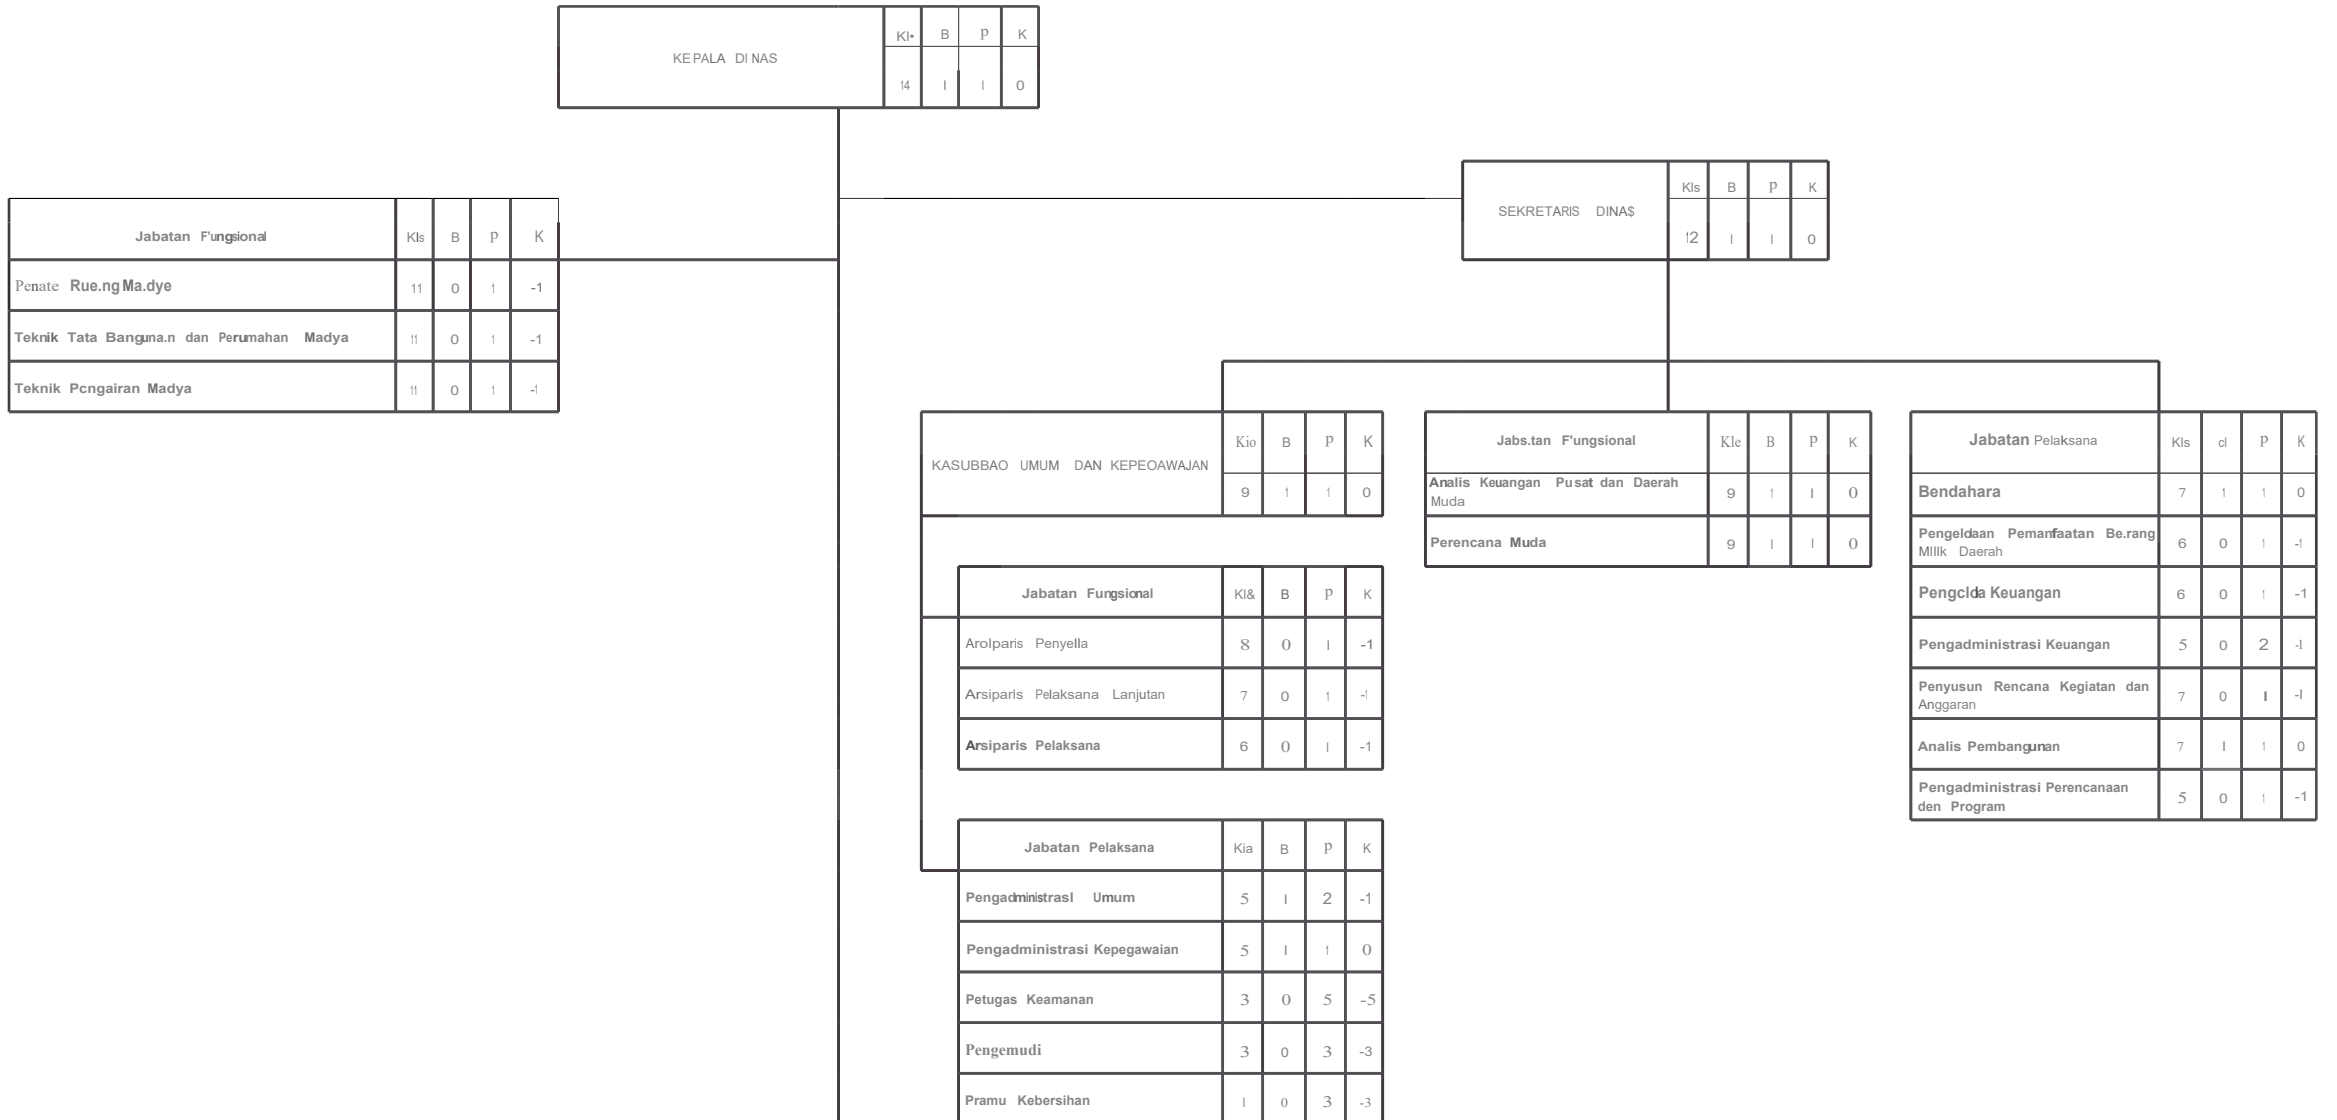 KEPALA DINAS Kl• B P K
14 I I 0
SEKRETARIS DINA$ Kls B P K
12 I I 0
Jabatan F'ungsional Kls B P K
Penate Rue.ng Ma.dye 11 0 1 -1
Teknik Tata Banguna.n dan Perumahan Madya 11 0 1 -1
Teknik Pcngairan Madya 11 0 1 -1
KASUBBAO UMUM DAN KEPEOAWAJAN Kio B P K
9 1 1 0
Jabatan Fungsional Kl& B P K
Arolparis Penyella 8 0 I -1
Arsiparls Pelaksana Lanjutan 7 0 1 -1
Arsiparis Pelaksana 6 0 I -1
Jabatan Pelaksana Kia B P K
Pengadministrasl Umum 5 I 2 -1
Pengadministrasi Kepegawaian 5 I 1 0
Petugas Keamanan 3 0 5 -5
Pengemudi 3 0 3 -3
Pramu Kebersihan I 0 3 -3
Jabs.tan F'ungsional Kle B P K
Analis Keuangan Pusat dan Daerah
Muda 9 1 I 0
Perencana Muda 9 I I 0
Jabatan Pelaksana Kls cl P K
Bendahara 7 1 1 0
Pengeldaan Pemanfaatan Be.rang
MIllk Daerah 6 0 1 -1
Pengclda Keuangan 6 0 1 -1
Pengadministrasi Keuangan 5 0 2 -1
Penyusun Rencana Kegiatan dan
Anggaran 7 0 I -I
Analis Pembangunan 7 I 1 0
Pengadministrasi Perencanaan
den Program 5 0 1 -1